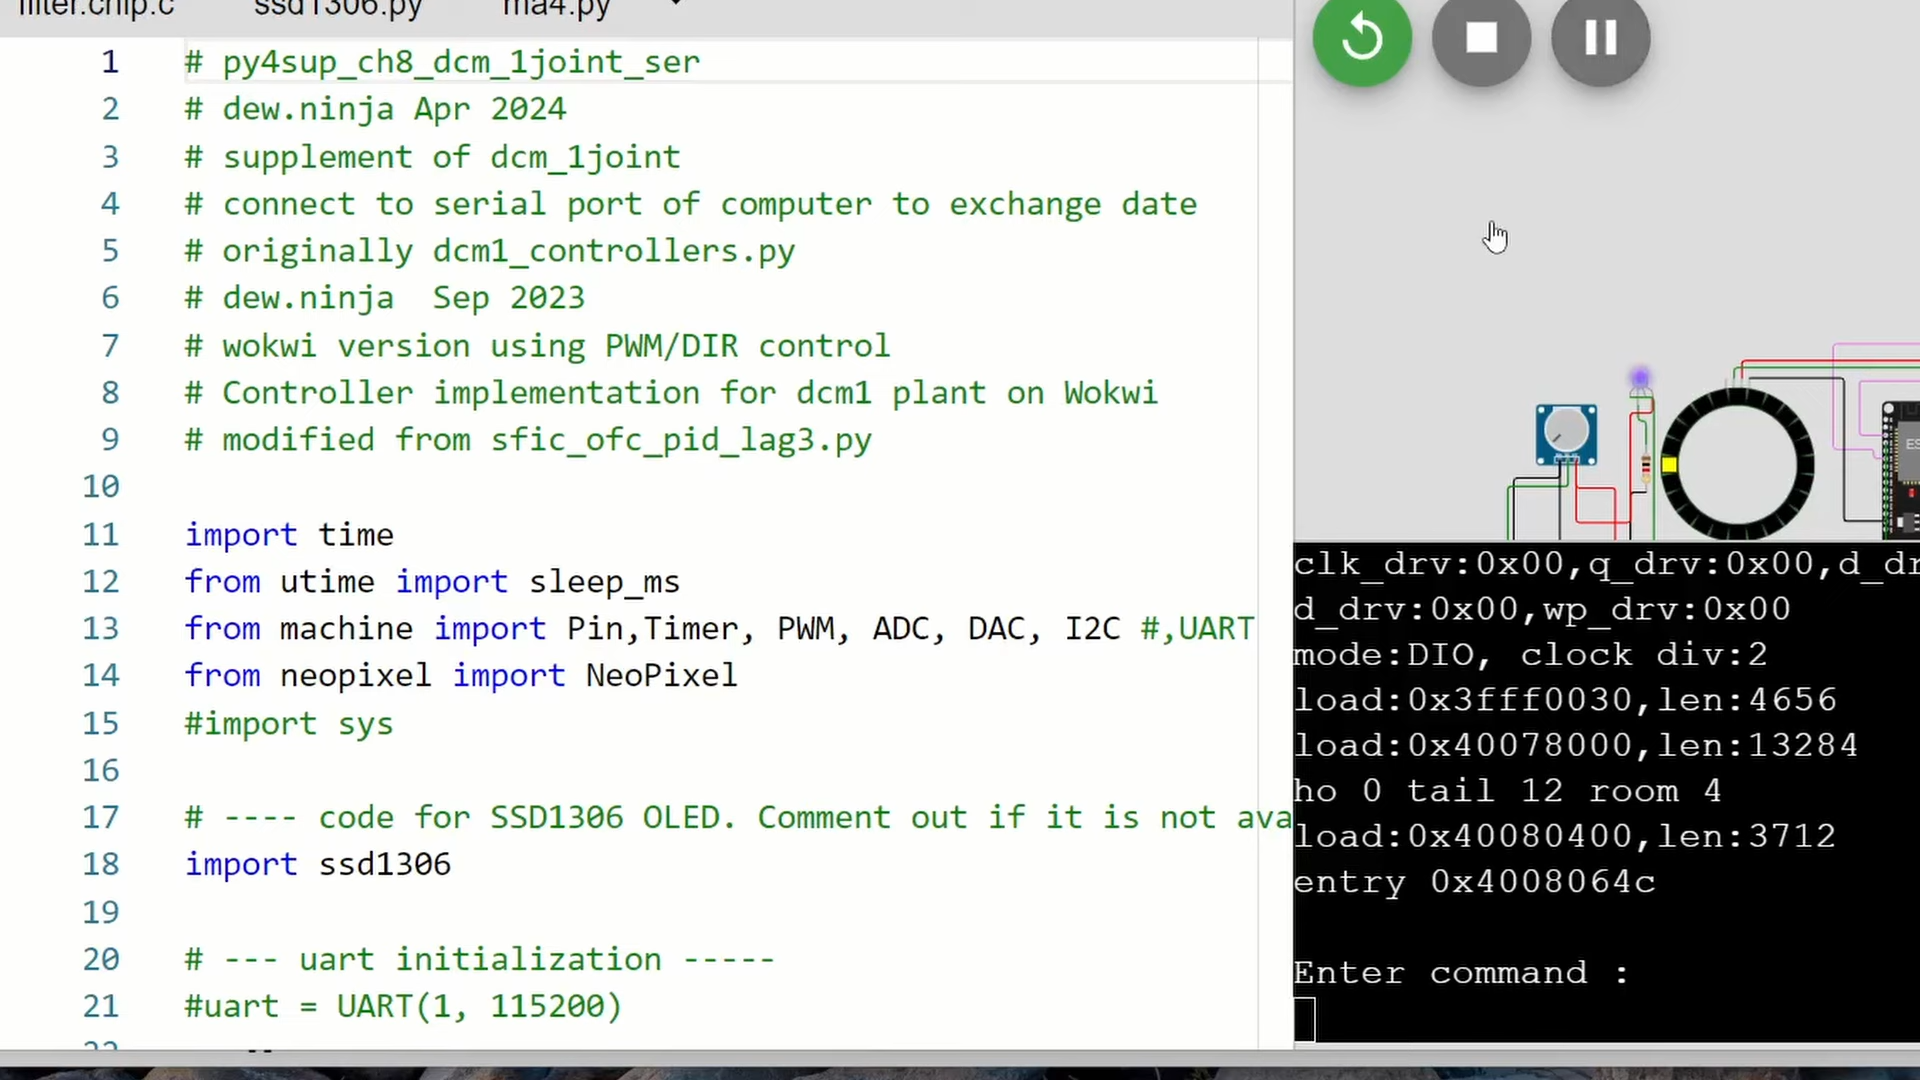 filter.chip.c ssd1306.py ma4.py
1 # py4sup_ch8_dcm_1joint_ser
2 # dew.ninja Apr 2024
3 # supplement of dcm_1joint
4 # connect to serial port of computer to exchange date
5 # originally dcm1_controllers.py
6 # dew.ninja  Sep 2023
7 # wokwi version using PWM/DIR control
8 # Controller implementation for dcm1 plant on Wokwi
9 # modified from sfic_ofc_pid_lag3.py
10
11 import time
12 from utime import sleep_ms
13 from machine import Pin,Timer, PWM, ADC, DAC, I2C #,UART
14 from neopixel import NeoPixel
15 #import sys
16
17 # ---- code for SSD1306 OLED. Comment out if it is not ava
18 import ssd1306
19
20 # --- uart initialization -----
21 #uart = UART(1, 115200)
22
clk_drv:0x00,q_drv:0x00,d_dr
d_drv:0x00,wp_drv:0x00
mode:DIO, clock div:2
load:0x3fff0030,len:4656
load:0x40078000,len:13284
ho 0 tail 12 room 4
load:0x40080400,len:3712
entry 0x4008064c
Enter command :